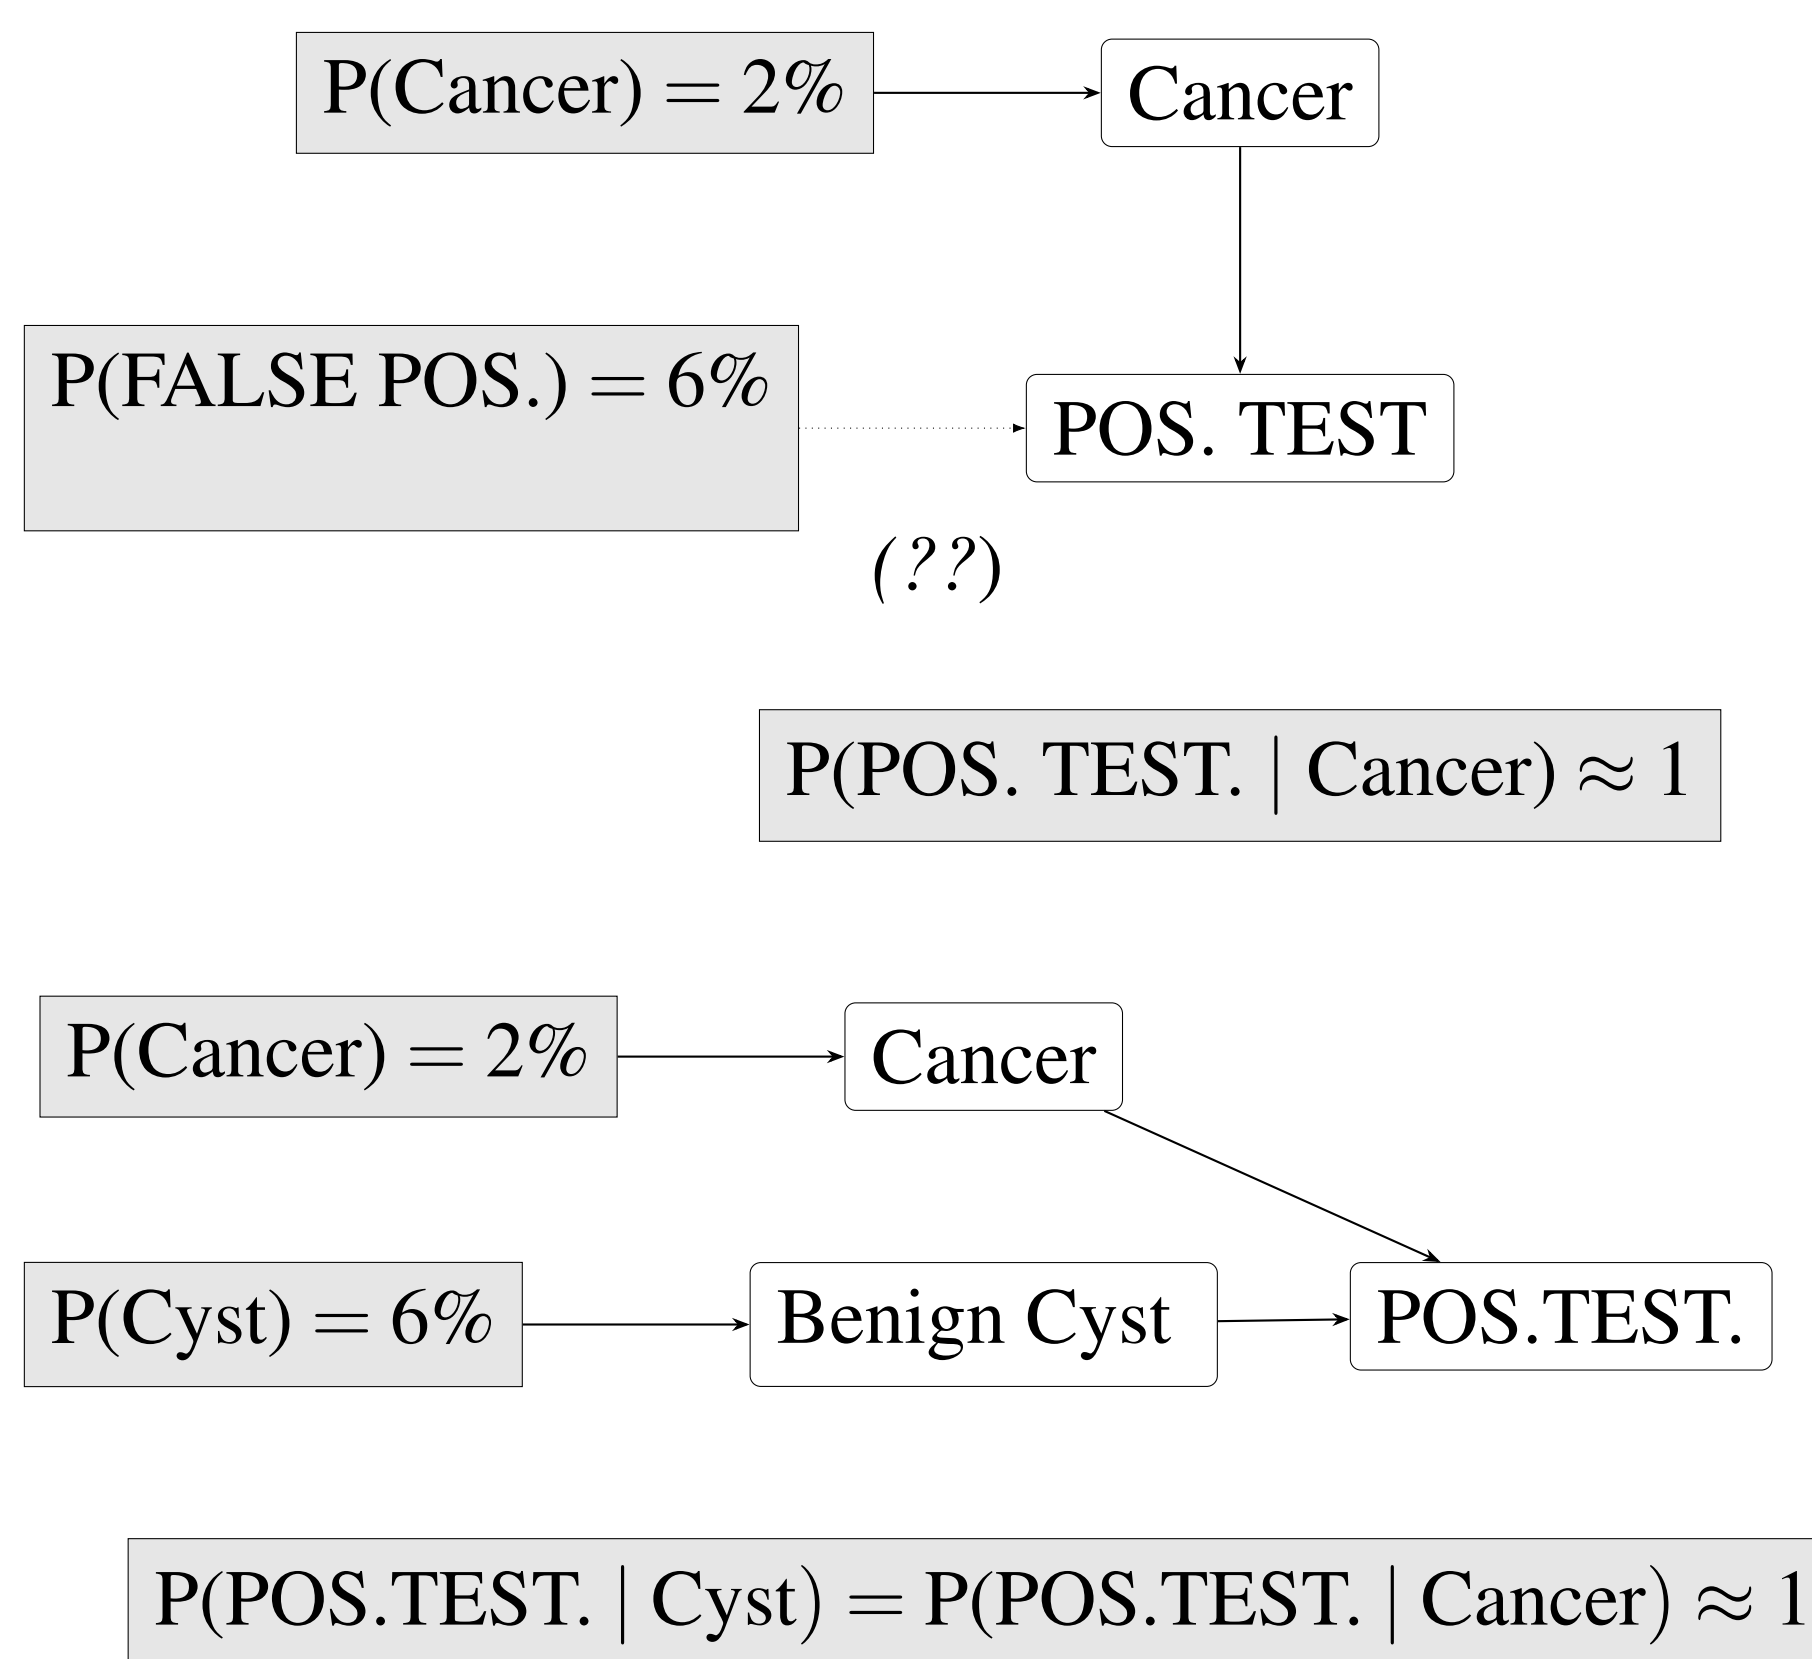 P(Cancer) = 2%
Cancer
P(FALSE POS.) = 6%
POS. TEST
(??)
P(POS. TEST. | Cancer) ≈ 1
P(Cancer) = 2%
Cancer
P(Cyst) = 6%
Benign Cyst
POS.TEST.
P(POS.TEST. | Cyst) = P(POS.TEST. | Cancer) ≈ 1